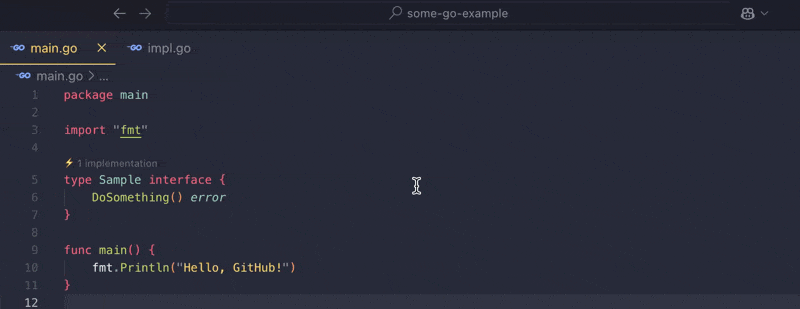 some-go-example
main.go
impl.go
main.go > ...
1 package main
2
3 import "fmt"
4
⚡ 1 implementation
5 type Sample interface {
6     DoSomething() error
7 }
8
9 func main() {
10     fmt.Println("Hello, GitHub!")
11 }
12